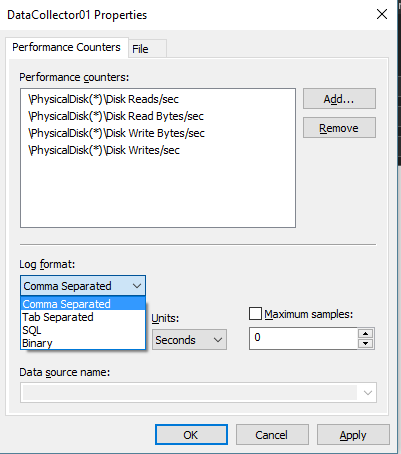 DataCollector01 Properties
Performance Counters
File
Performance counters:
\PhysicalDisk(*)\Disk Reads/sec
\PhysicalDisk(*)\Disk Read Bytes/sec
\PhysicalDisk(*)\Disk Write Bytes/sec
\PhysicalDisk(*)\Disk Writes/sec
Add...
Remove
Log format:
Comma Separated
Comma Separated
Tab Separated
SQL
Binary
Units:
Seconds
Maximum samples:
0
Data source name:
OK
Cancel
Apply